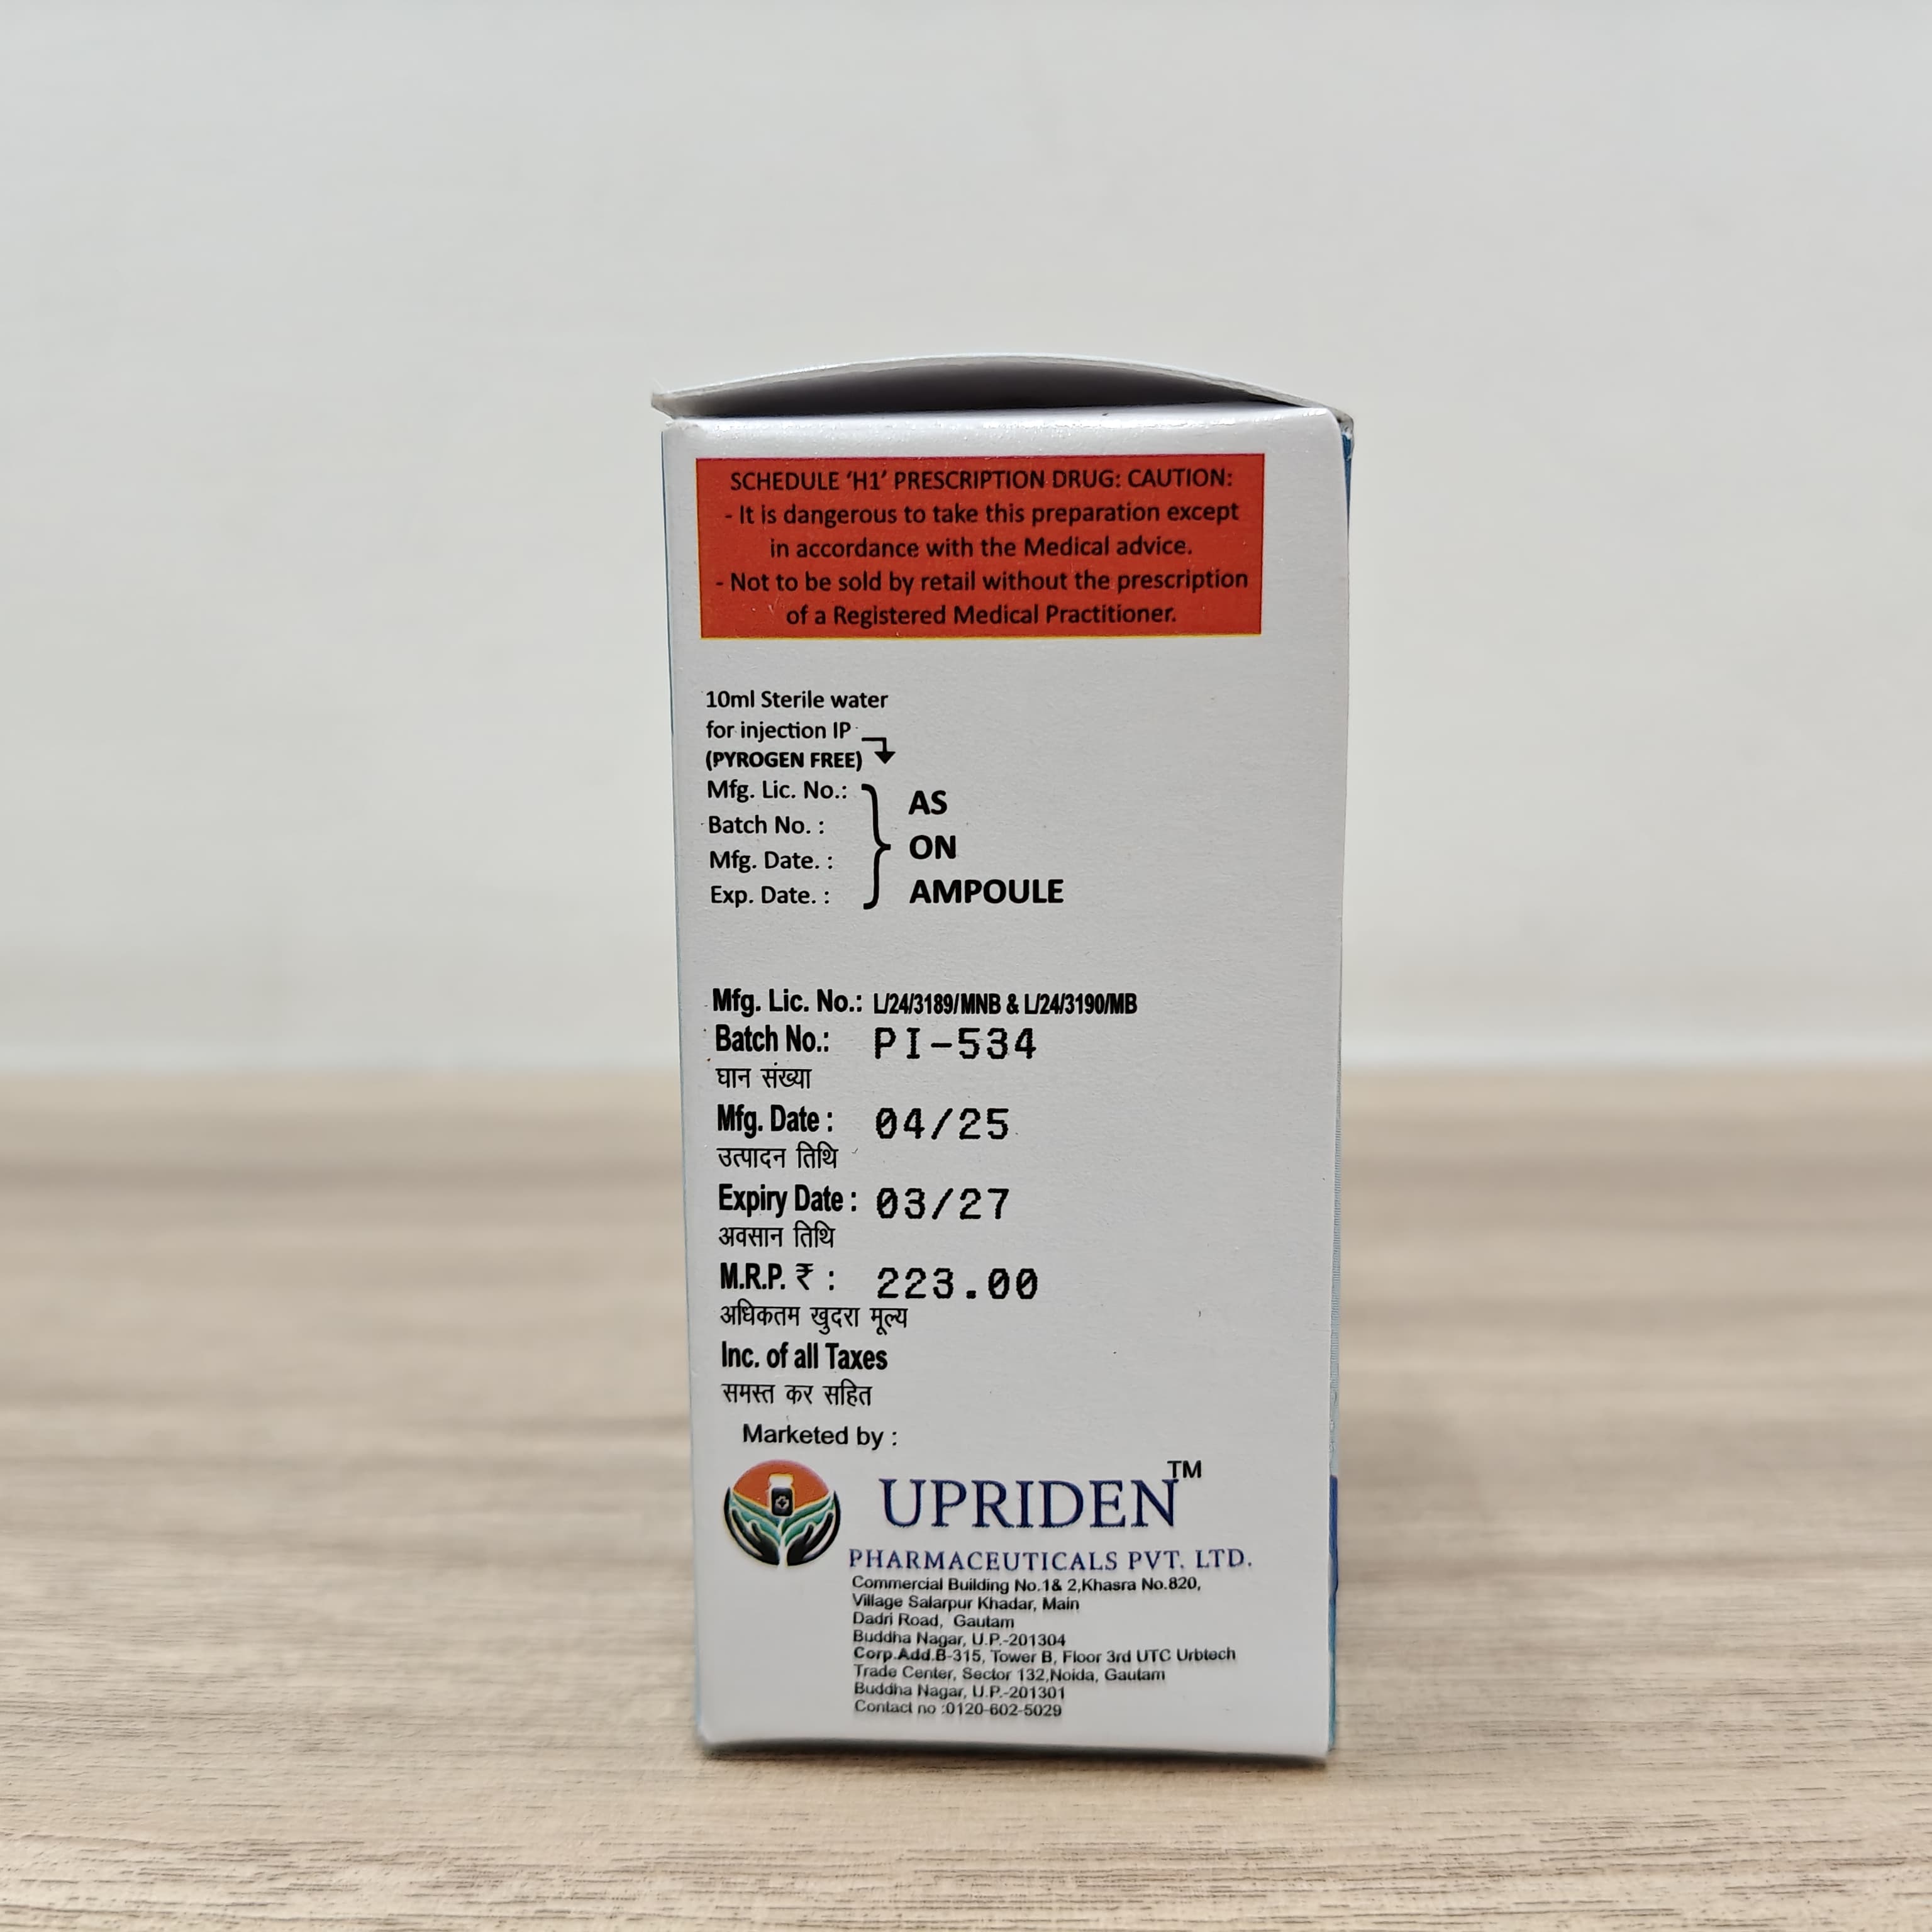 SCHEDULE ‘H1’ PRESCRIPTION DRUG: CAUTION:
- It is dangerous to take this preparation except
in accordance with the Medical advice.
- Not to be sold by retail without the prescription
of a Registered Medical Practitioner.
10ml Sterile water
for injection IP
(PYROGEN FREE)
Mfg. Lic. No.:
Batch No. :
Mfg. Date. :
Exp. Date. :
AS
ON
AMPOULE
Mfg. Lic. No.: L/24/3189/MNB & L/24/3190/MB
Batch No.: PI-534
घान संख्या
Mfg. Date : 04/25
उत्पादन तिथि
Expiry Date : 03/27
अवसान तिथि
M.R.P. ₹ : 223.00
अधिकतम खुदरा मूल्य
Inc. of all Taxes
समस्त कर सहित
Marketed by :
UPRIDEN™
PHARMACEUTICALS PVT. LTD.
Commercial Building No.1& 2,Khasra No.820,
Village Salarpur Khadar, Main
Dadri Road, Gautam
Buddha Nagar, U.P.-201304
Corp.Add.B-315, Tower B, Floor 3rd UTC Urbtech
Trade Center, Sector 132,Noida, Gautam
Buddha Nagar, U.P.-201301
Contact no :0120-602-5029